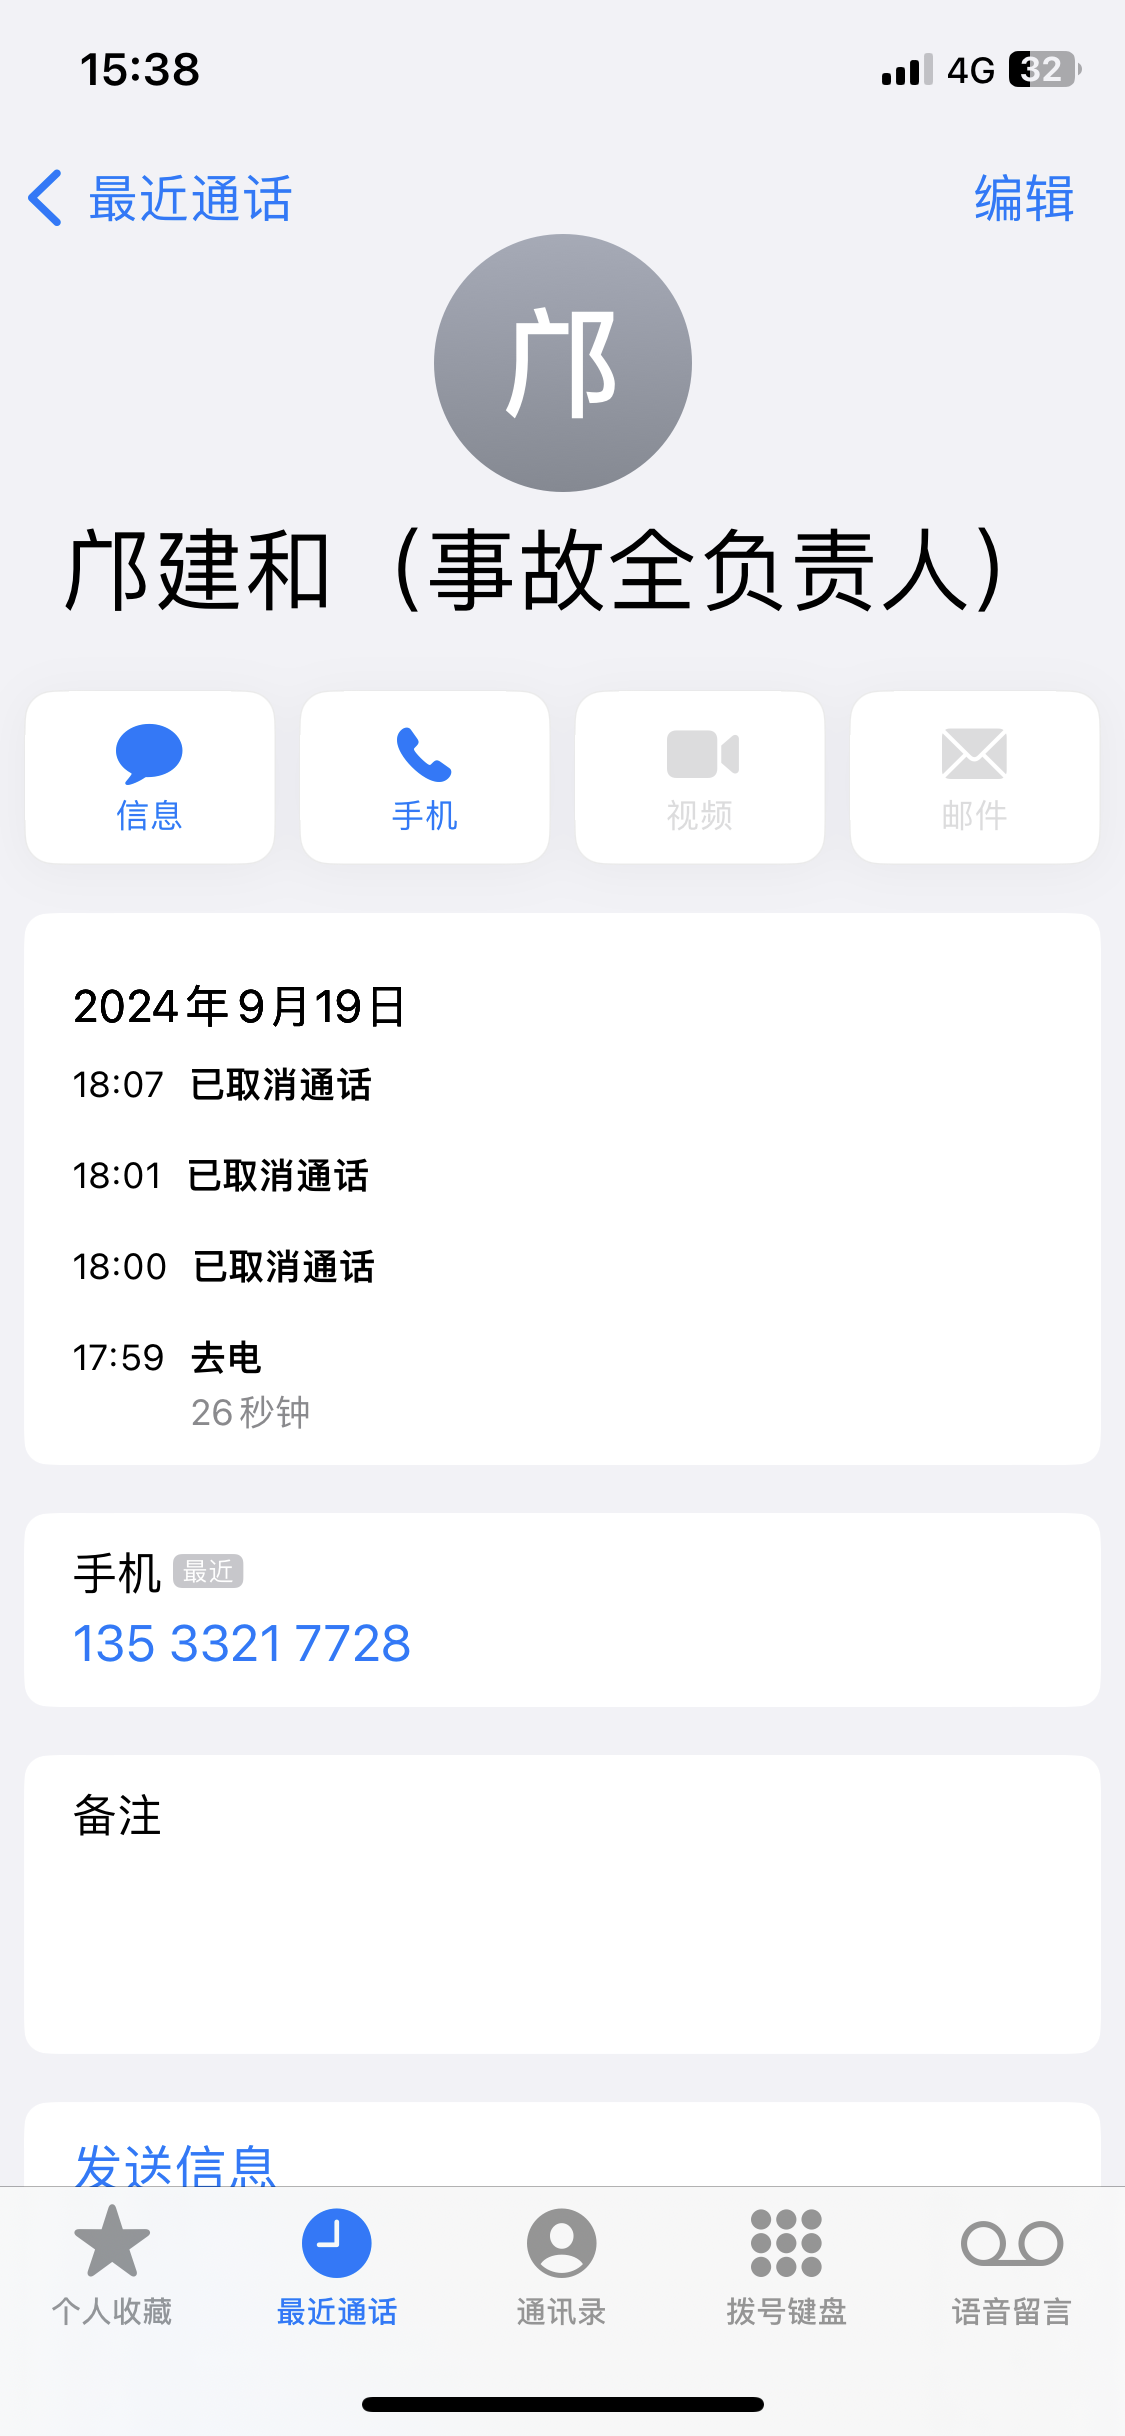 15:38 4G 32
最近通话 编辑
邝
邝建和（事故全负责人）
信息 手机 视频 邮件
2024年9月19日
18:07 已取消通话
18:01 已取消通话
18:00 已取消通话
17:59 去电
26秒钟
手机 最近
135 3321 7728
备注
发送信息
个人收藏 最近通话 通讯录 拨号键盘 语音留言